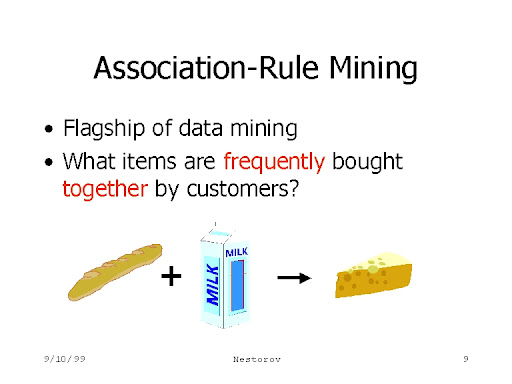 Association-Rule Mining
• Flagship of data mining
• What items are frequently bought
together by customers?
+
MILK
MILK
9/10/99 Nestorov 9